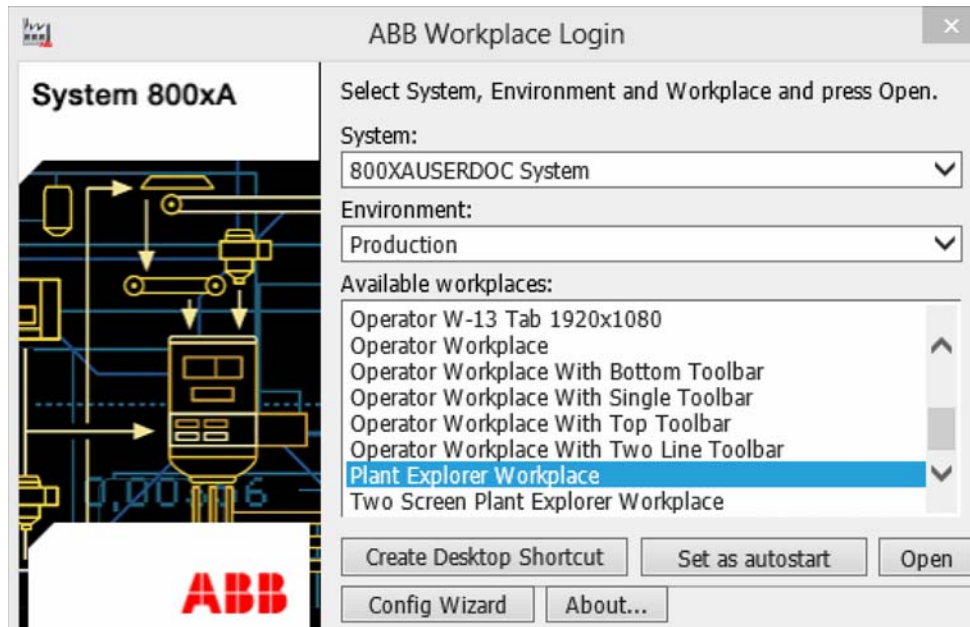 ABB Workplace Login
System 800xA
Select System, Environment and Workplace and press Open.
System:
800XAUSERDOC System
Environment:
Production
Available workplaces:
Operator W-13 Tab 1920x1080
Operator Workplace
Operator Workplace With Bottom Toolbar
Operator Workplace With Single Toolbar
Operator Workplace With Top Toolbar
Operator Workplace With Two Line Toolbar
Plant Explorer Workplace
Two Screen Plant Explorer Workplace
Create Desktop Shortcut
Set as autostart
Open
Config Wizard
About...
ABB